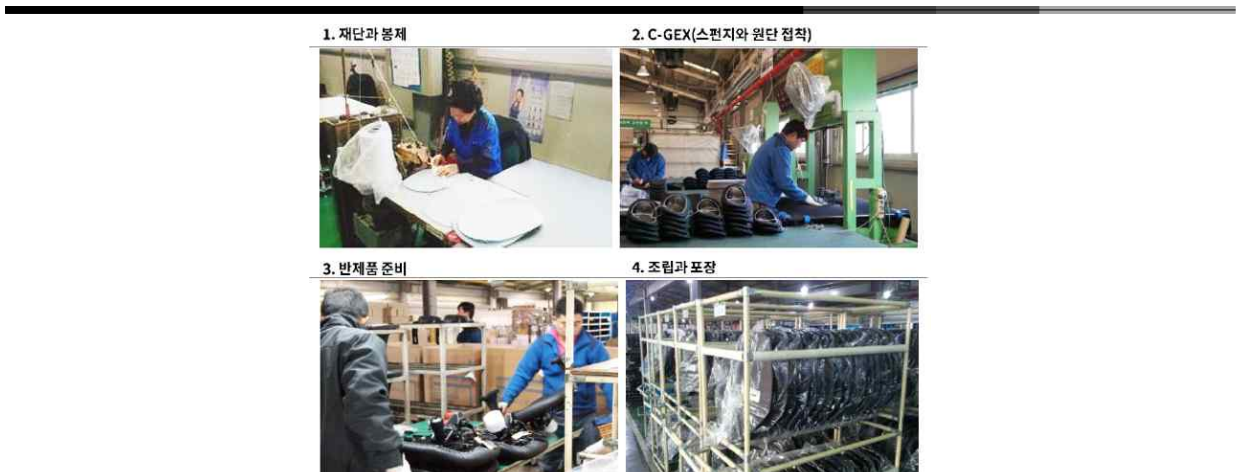 1. 재단과 봉제
2. C-GEX(스펀지와 원단 접착)
3. 반제품 준비
4. 조립과 포장